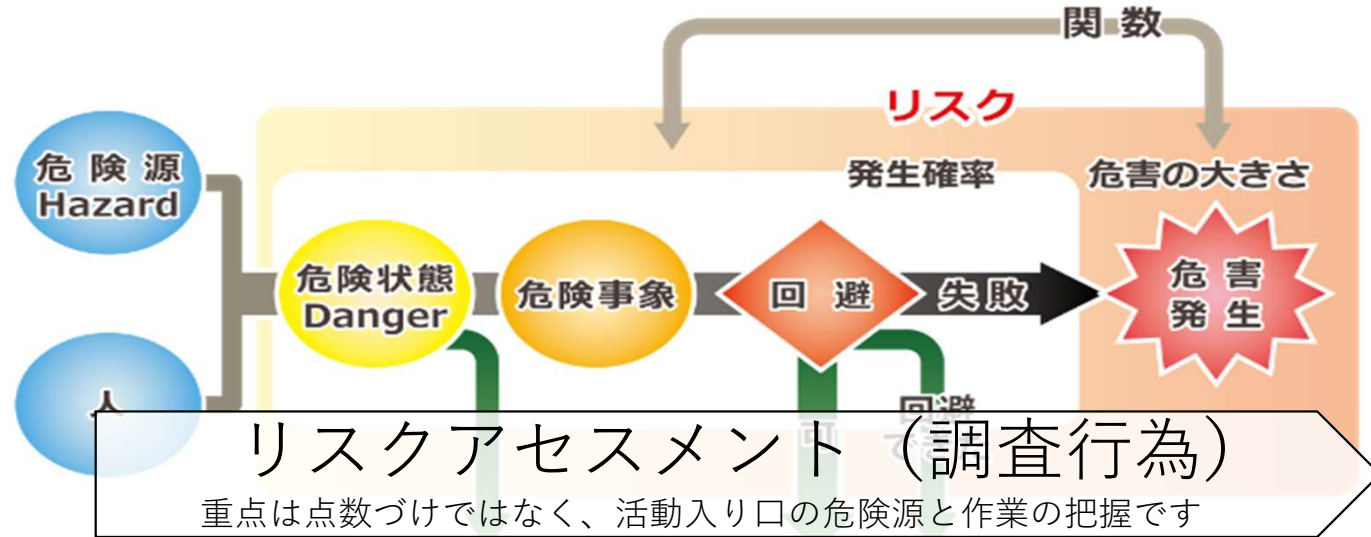 関数
リスク
発生確率
危害の大きさ
危険源
Hazard
人
危険状態
Danger
危険事象
回避
失敗
危害
発生
回避
リスクアセスメント（調査行為）
重点は点数づけではなく、活動入り口の危険源と作業の把握です